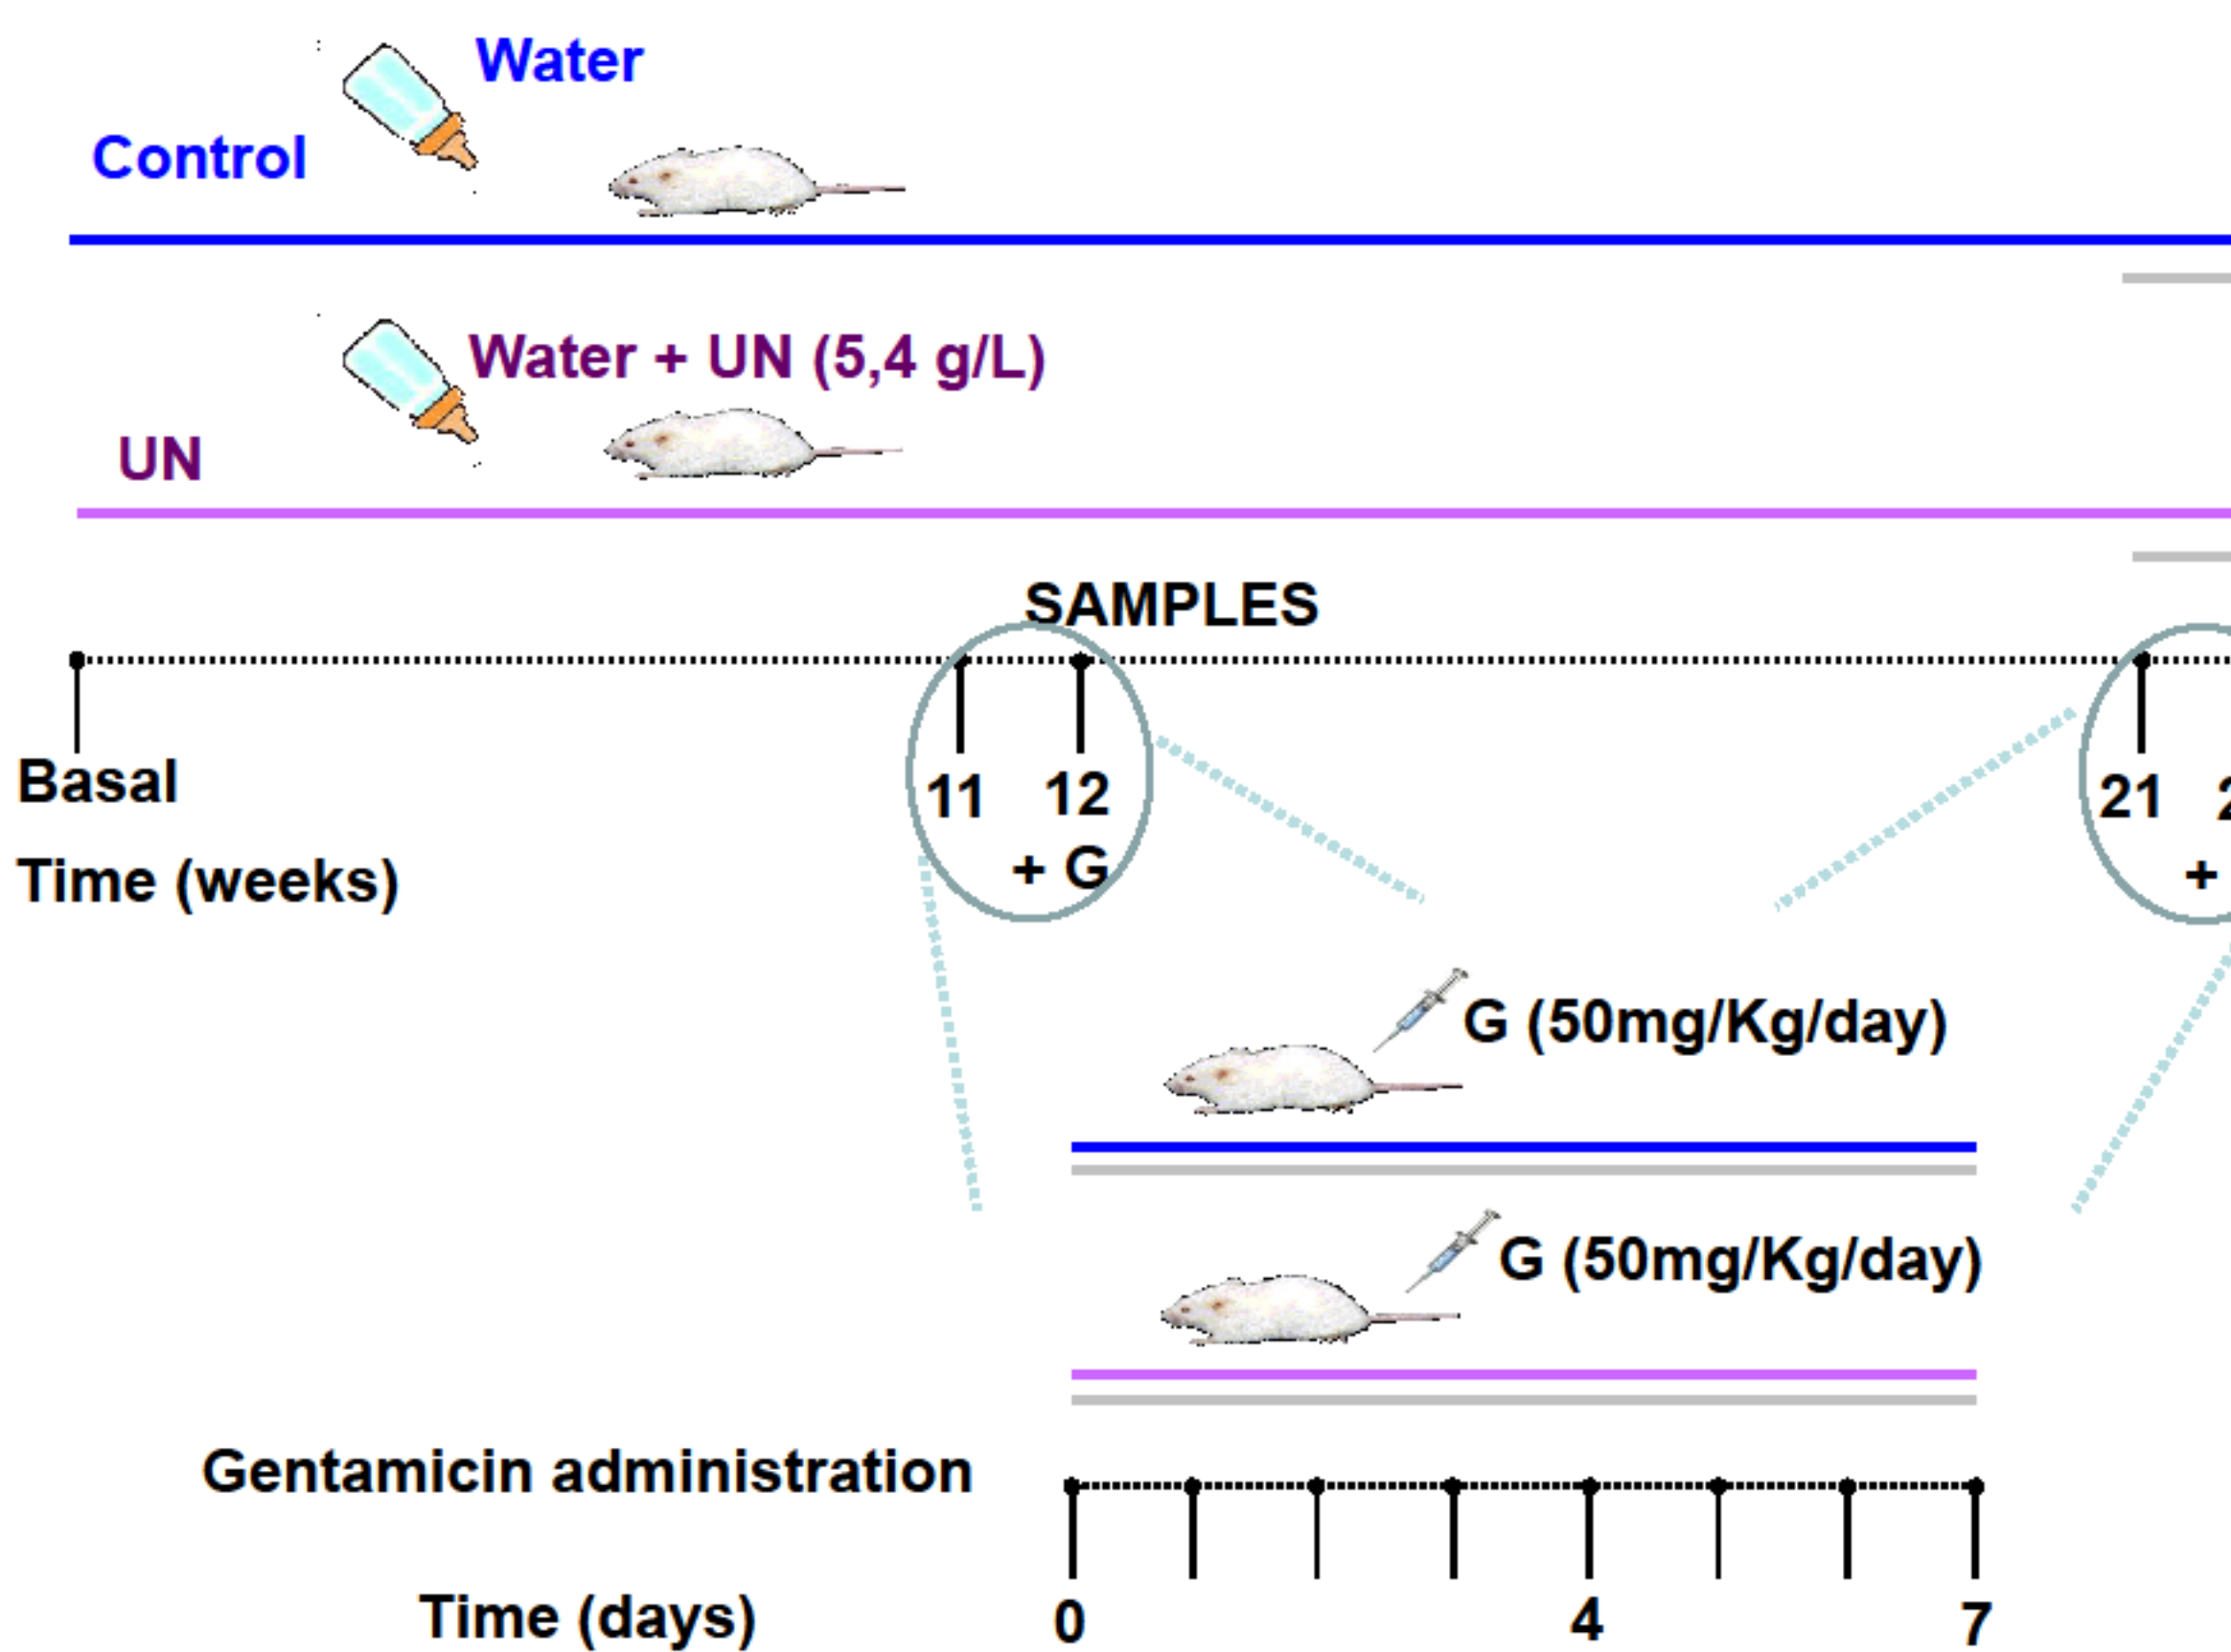 Water
Control
Water + UN (5,4 g/L)
UN
SAMPLES
Basal
11 12 21
+ G +
Time (weeks)
G (50mg/Kg/day)
G (50mg/Kg/day)
Gentamicin administration
Time (days) 0 4 7